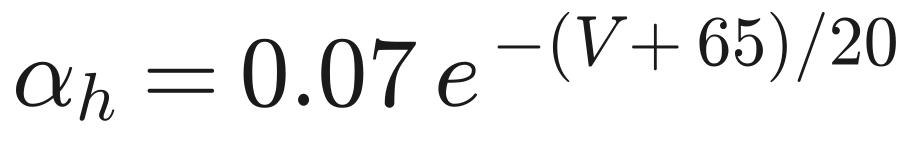 α_h = 0.07 e^{-(V + 65)/20}